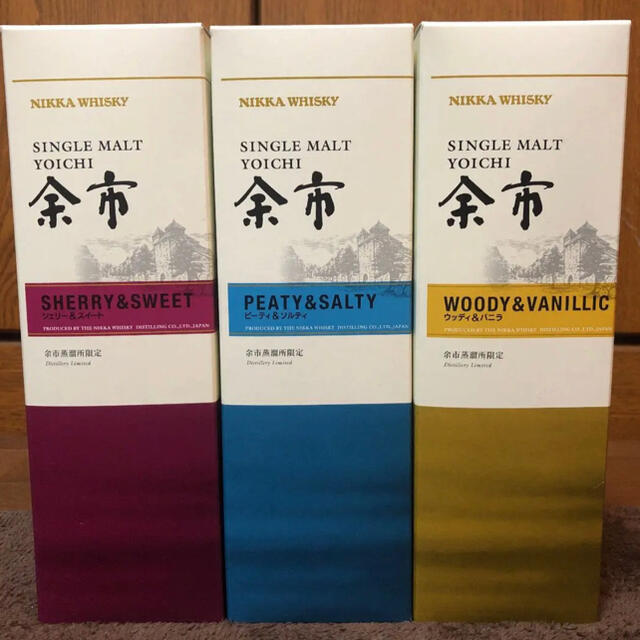 NIKKA WHISKY
SINGLE MALT
YOICHI
余市
SHERRY&SWEET
シェリー&スイート
PRODUCED BY THE NIKKA WHISKY DISTILLING CO.,LTD.,JAPAN
余市蒸溜所限定
Distillery Limited
NIKKA WHISKY
SINGLE MALT
YOICHI
余市
PEATY&SALTY
ピーティ&ソルティ
PRODUCED BY THE NIKKA WHISKY DISTILLING CO.,LTD.,JAPAN
余市蒸溜所限定
Distillery Limited
NIKKA WHISKY
SINGLE MALT
YOICHI
余市
WOODY&VANILLIC
ウッディ&バニラ
PRODUCED BY THE NIKKA WHISKY DISTILLING CO.,LTD.,JAPAN
余市蒸溜所限定
Distillery Limited